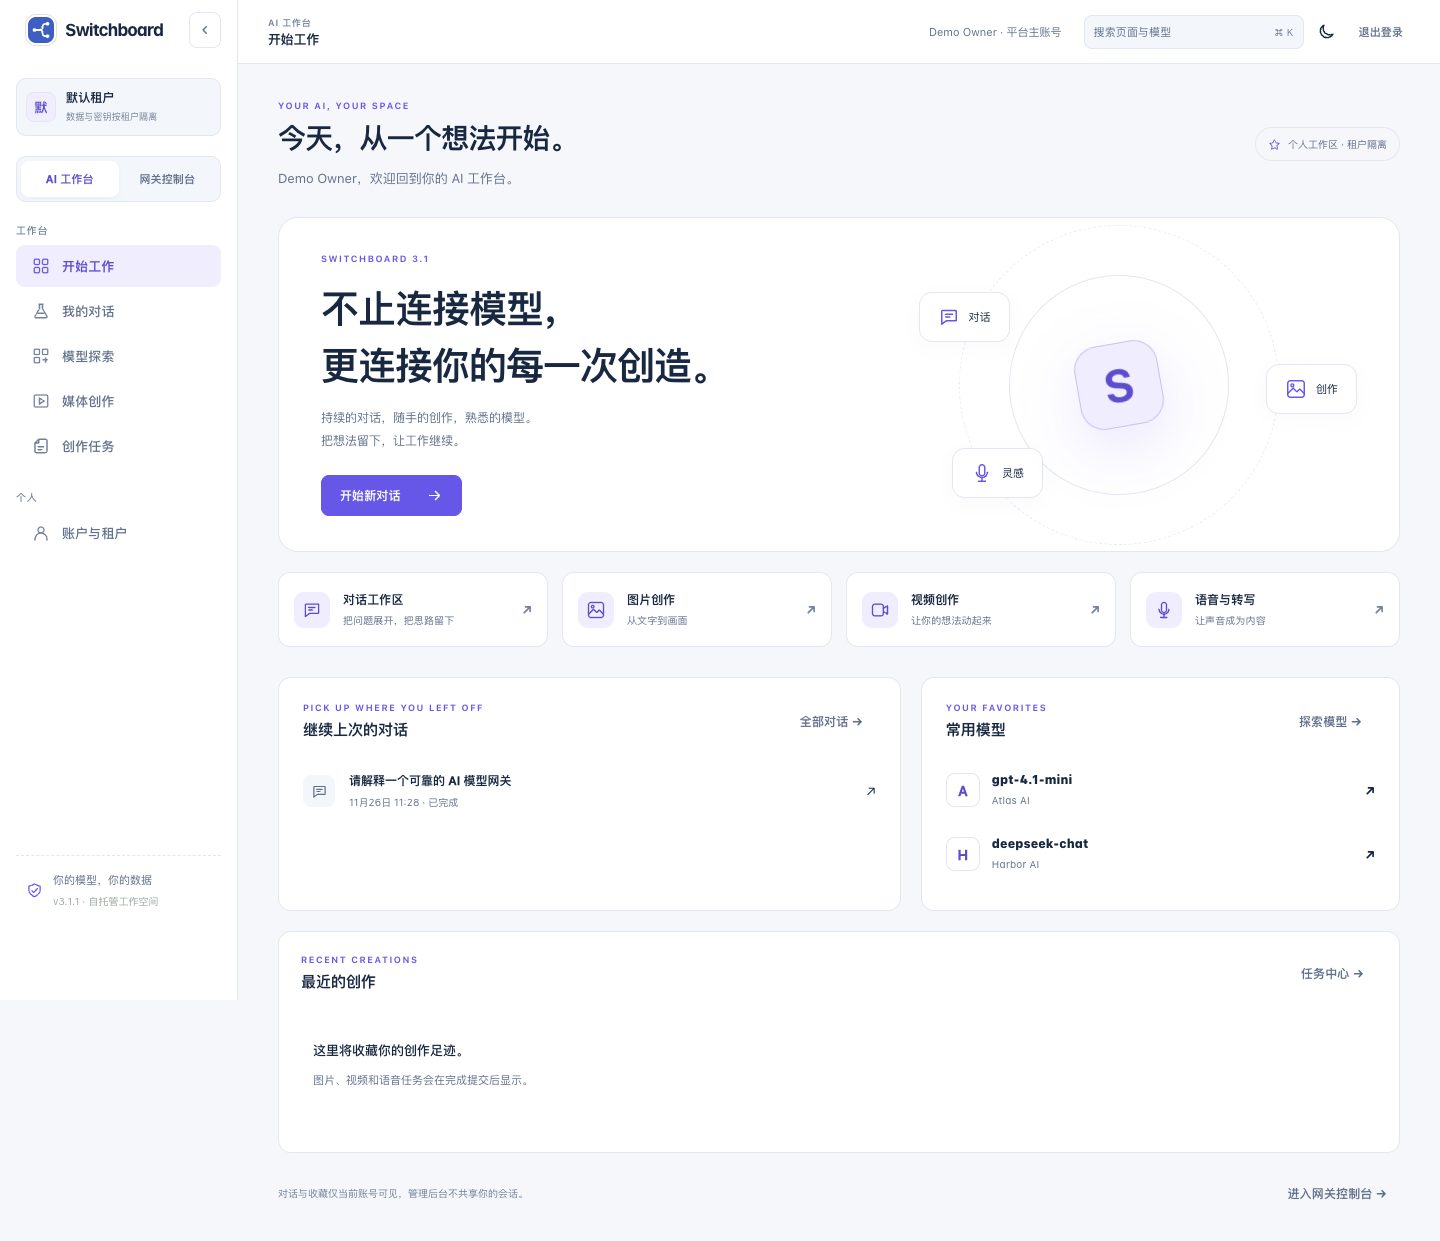 Switchboard
默
默认租户
数据与密钥按租户隔离
AI 工作台
网关控制台
工作台
开始工作
我的对话
模型探索
媒体创作
创作任务
个人
账户与租户
你的模型，你的数据
v3.1.1 · 自托管工作空间
AI 工作台
开始工作
Demo Owner · 平台主账号
搜索页面与模型
⌘ K
退出登录
YOUR AI, YOUR SPACE
今天，从一个想法开始。
Demo Owner，欢迎回到你的 AI 工作台。
个人工作区 · 租户隔离
SWITCHBOARD 3.1
不止连接模型，
更连接你的每一次创造。
持续的对话，随手的创作，熟悉的模型。
把想法留下，让工作继续。
开始新对话 →
对话
S
创作
灵感
对话工作区
把问题展开，把思路留下
图片创作
从文字到画面
视频创作
让你的想法动起来
语音与转写
让声音成为内容
PICK UP WHERE YOU LEFT OFF
继续上次的对话
全部对话 →
请解释一个可靠的 AI 模型网关
11月26日 11:28 · 已完成
YOUR FAVORITES
常用模型
探索模型 →
A
gpt-4.1-mini
Atlas AI
H
deepseek-chat
Harbor AI
RECENT CREATIONS
最近的创作
任务中心 →
这里将收藏你的创作足迹。
图片、视频和语音任务会在完成提交后显示。
对话与收藏仅当前账号可见，管理后台不共享你的会话。
进入网关控制台 →